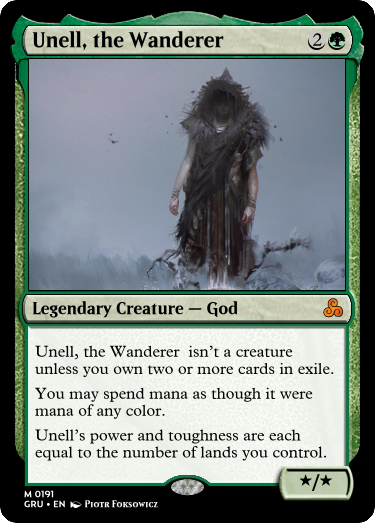 Unell, the Wanderer 2
Legendary Creature — God
Unell, the Wanderer isn't a creature
unless you own two or more cards in exile.
You may spend mana as though it were
mana of any color.
Unell's power and toughness are each
equal to the number of lands you control.
★/★
M 0191
GRU • EN Piotr Foksowicz